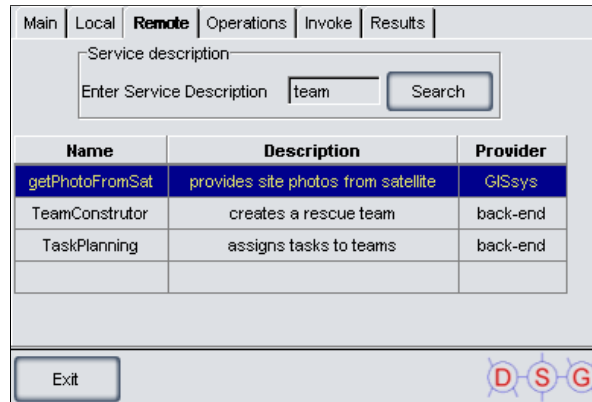 Main Local Remote Operations Invoke Results
Service description
Enter Service Description team Search
Name Description Provider
getPhotoFromSat provides site photos from satellite GISsys
TeamConstrutor creates a rescue team back-end
TaskPlanning assigns tasks to teams back-end
Exit D S G